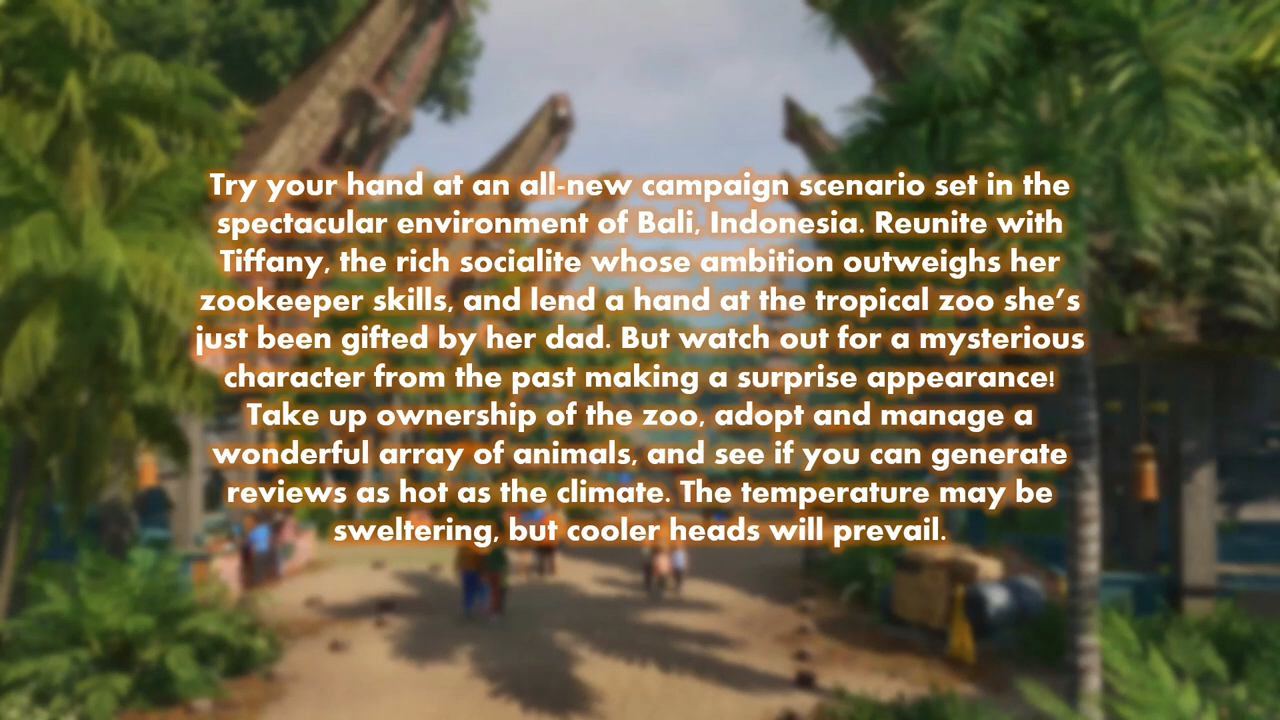 Try your hand at an all-new campaign scenario set in the
spectacular environment of Bali, Indonesia. Reunite with
Tiffany, the rich socialite whose ambition outweighs her
zookeeper skills, and lend a hand at the tropical zoo she’s
just been gifted by her dad. But watch out for a mysterious
character from the past making a surprise appearance!
Take up ownership of the zoo, adopt and manage a
wonderful array of animals, and see if you can generate
reviews as hot as the climate. The temperature may be
sweltering, but cooler heads will prevail.